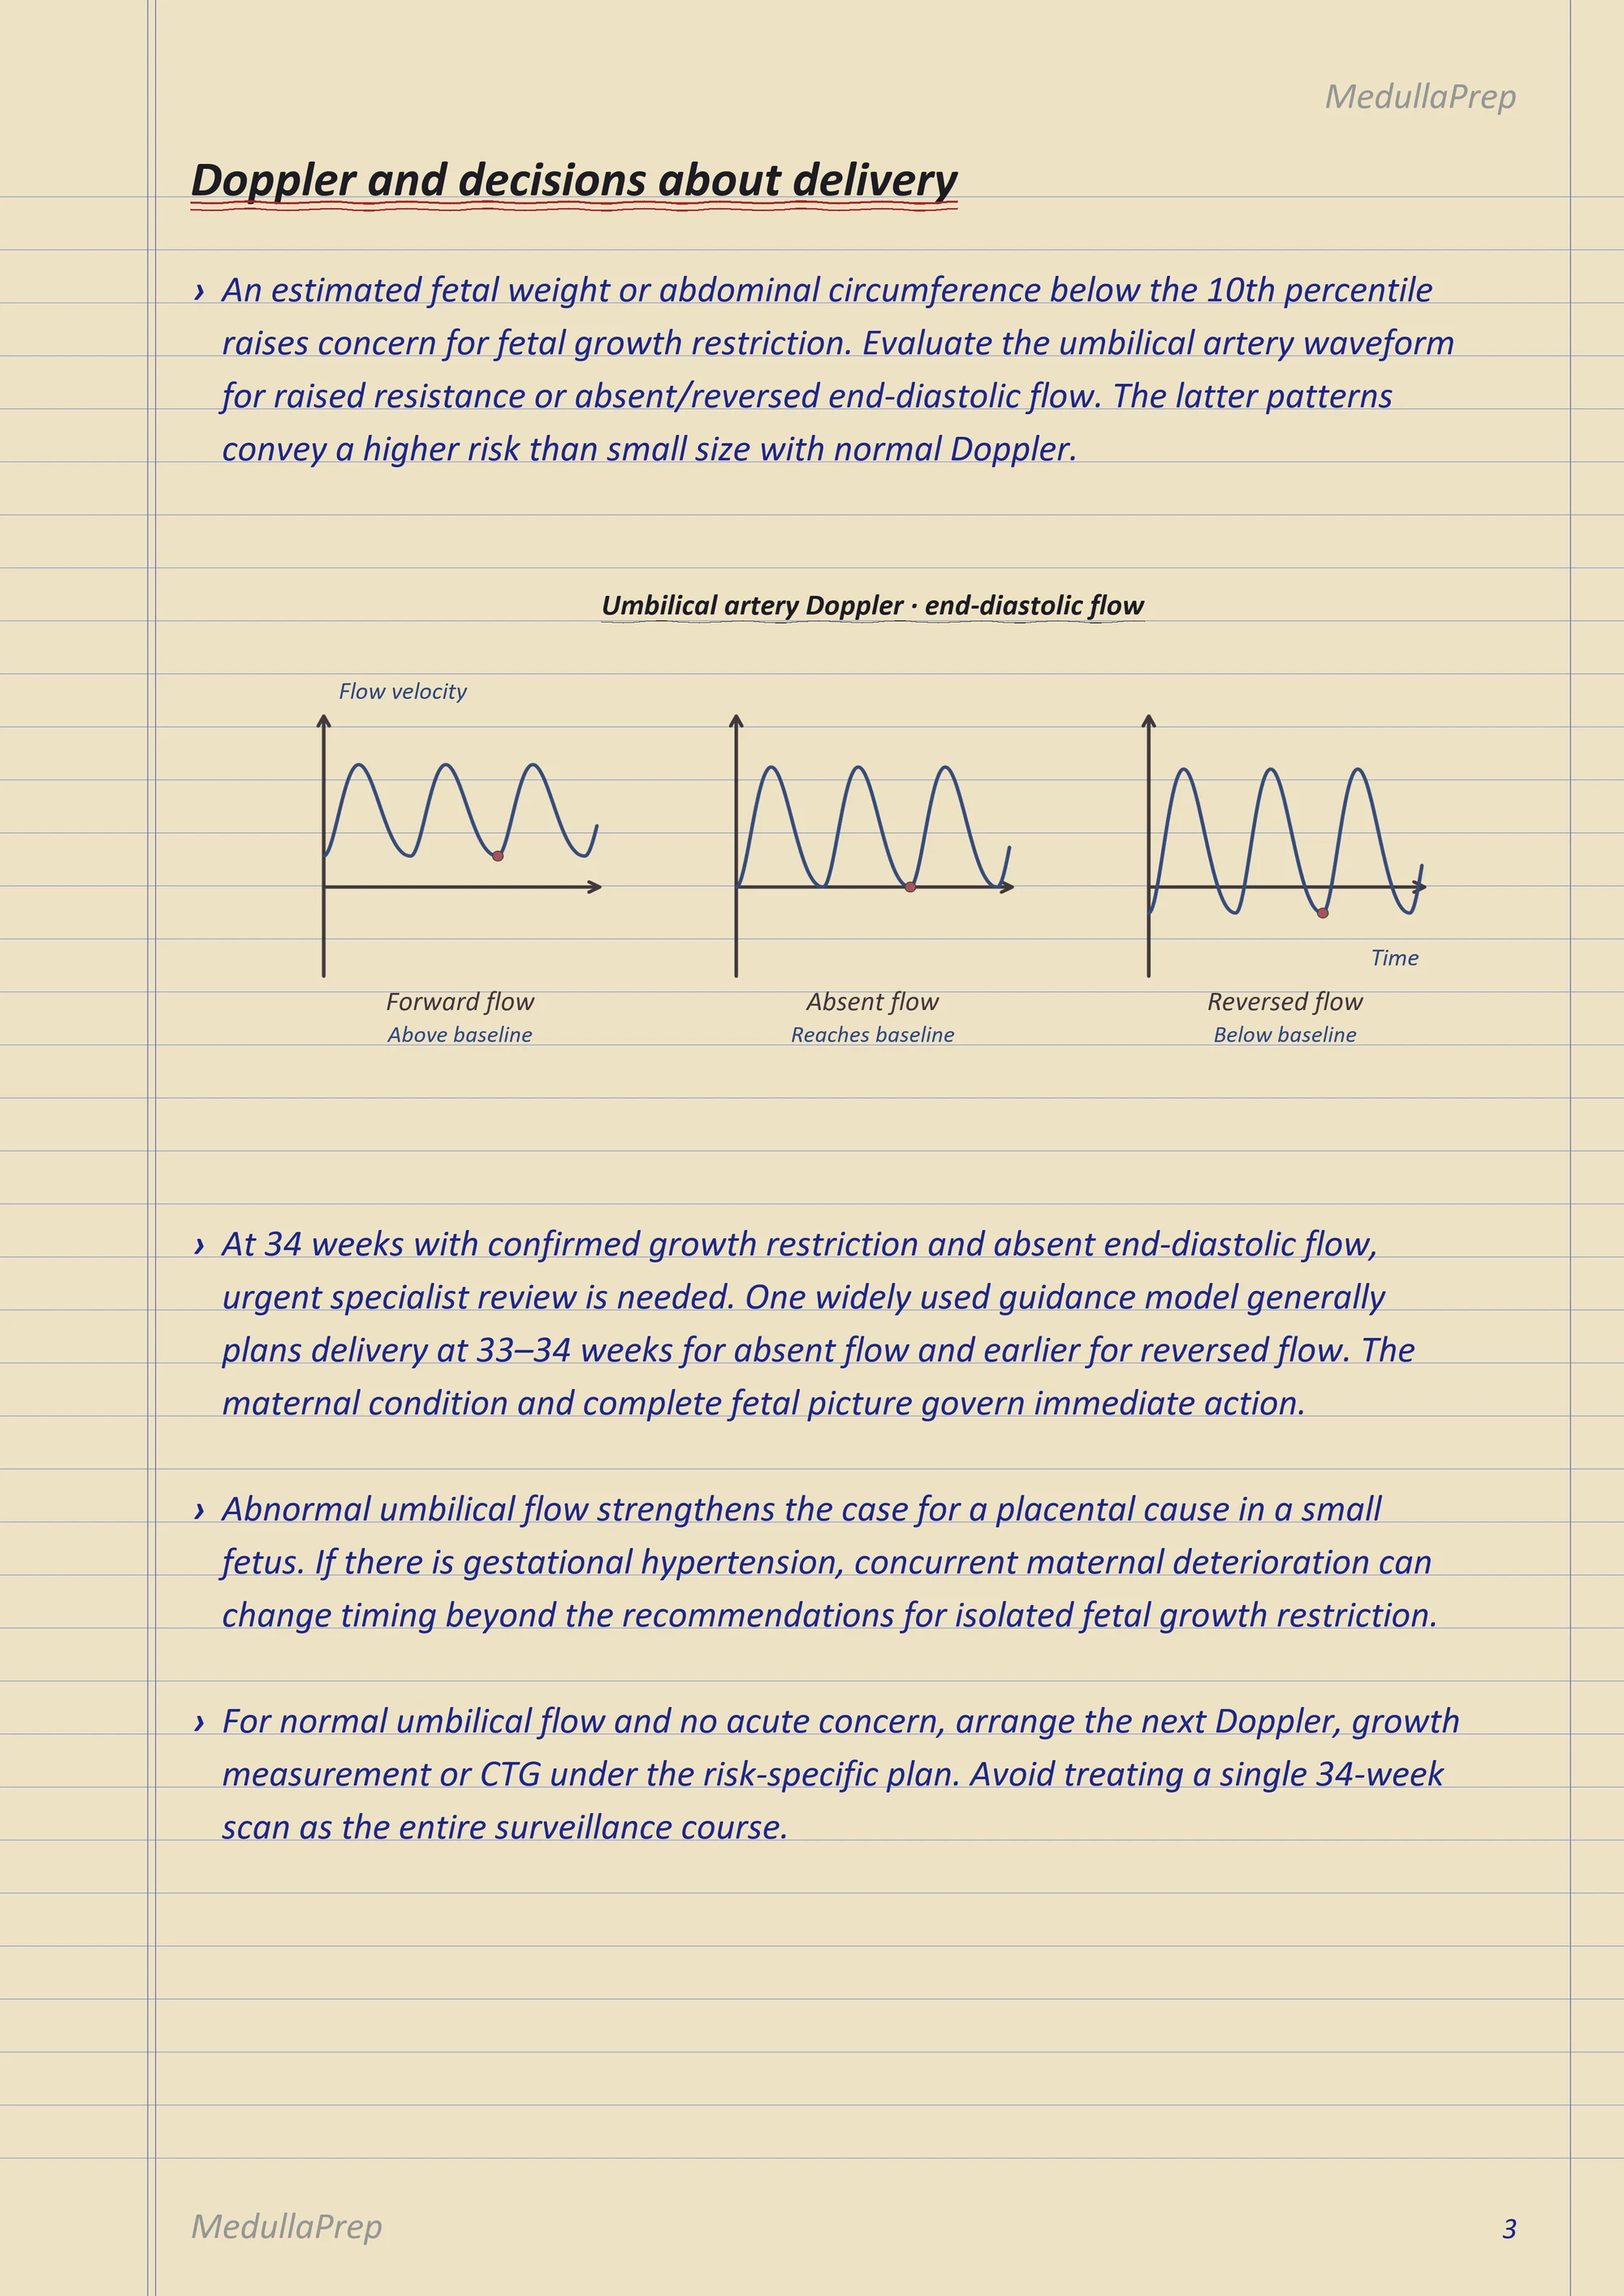 MedullaPrep
Doppler and decisions about delivery
› An estimated fetal weight or abdominal circumference below the 10th percentile
raises concern for fetal growth restriction. Evaluate the umbilical artery waveform
for raised resistance or absent/reversed end-diastolic flow. The latter patterns
convey a higher risk than small size with normal Doppler.
Umbilical artery Doppler · end-diastolic flow
Flow velocity
Time
Forward flow
Above baseline
Absent flow
Reaches baseline
Reversed flow
Below baseline
› At 34 weeks with confirmed growth restriction and absent end-diastolic flow,
urgent specialist review is needed. One widely used guidance model generally
plans delivery at 33–34 weeks for absent flow and earlier for reversed flow. The
maternal condition and complete fetal picture govern immediate action.
› Abnormal umbilical flow strengthens the case for a placental cause in a small
fetus. If there is gestational hypertension, concurrent maternal deterioration can
change timing beyond the recommendations for isolated fetal growth restriction.
› For normal umbilical flow and no acute concern, arrange the next Doppler, growth
measurement or CTG under the risk-specific plan. Avoid treating a single 34-week
scan as the entire surveillance course.
MedullaPrep
3